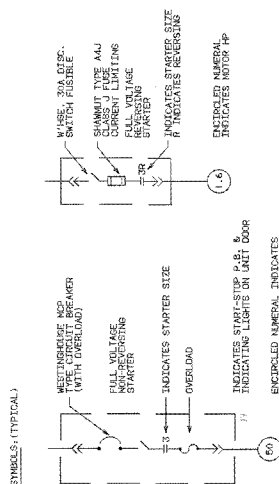 SYMBOLS: (TYPICAL)
WESTINGHOUSE MCP
TYPE CIRCUIT BREAKER
(WITH OVERLOAD)
FULL VOLTAGE
NON-REVERSING
STARTER
3
INDICATES STARTER SIZE
OVERLOAD
INDICATES START-STOP P.B. &
INDICATING LIGHTS ON UNIT DOOR
50
ENCIRCLED NUMERAL INDICATES
W'HSE. 30A DISC.
SWITCH FUSIBLE
SHAWMUT TYPE A4J
CLASS J FUSE
CURRENT LIMITING
FULL VOLTAGE
REVERSING
STARTER
3R
INDICATES STARTER SIZE
R INDICATES REVERSING
1.6
ENCIRCLED NUMERAL
INDICATES MOTOR HP